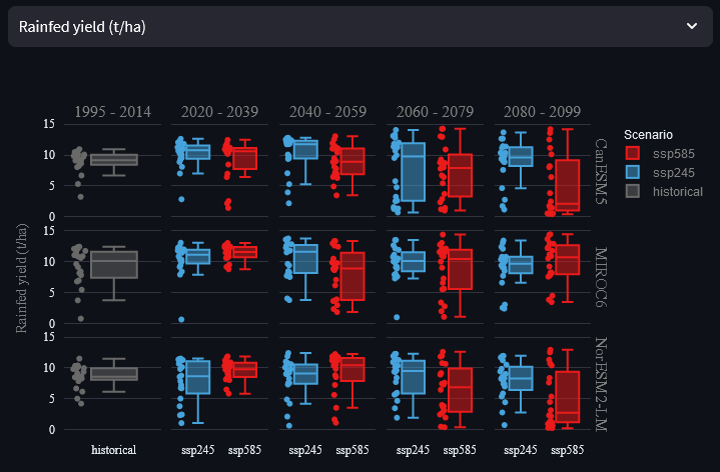 Rainfed yield (t/ha)
1995 - 2014
2020 - 2039
2040 - 2059
2060 - 2079
2080 - 2099
Scenario
ssp585
ssp245
historical
Rainfed yield (t/ha)
15
10
5
0
CanESM5
15
10
5
0
MIROC6
15
10
5
0
NorESM2-LM
historical
ssp245
ssp585
ssp245
ssp585
ssp245
ssp585
ssp245
ssp585